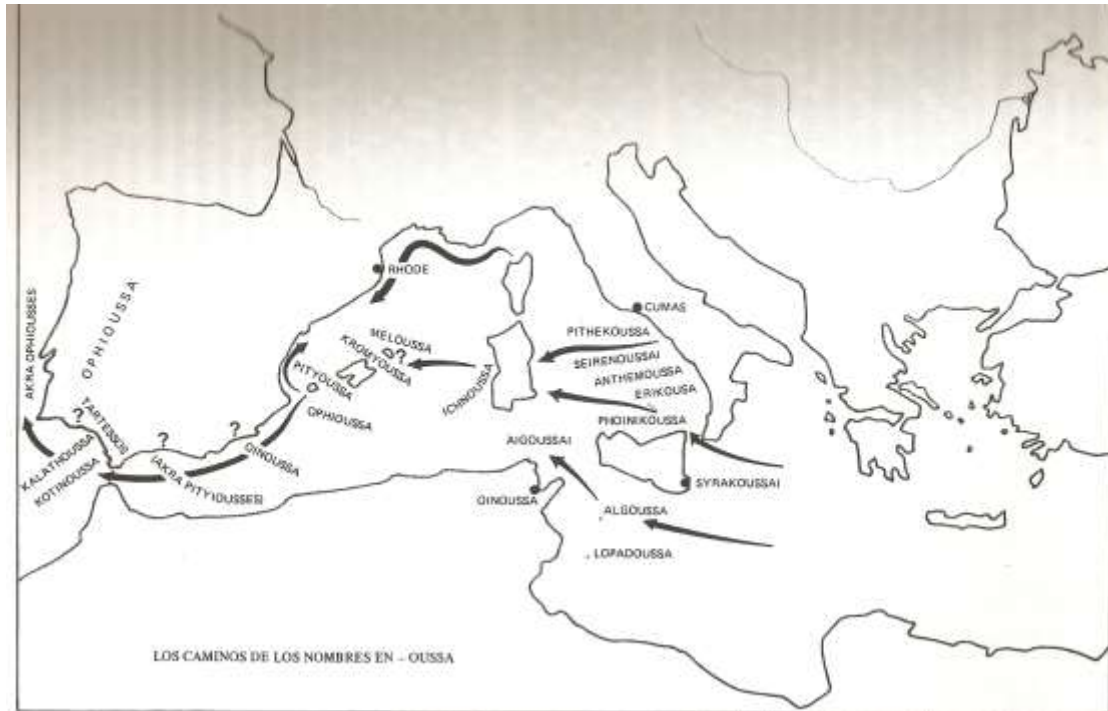 RHODE
CUMAS
AKRA OPHIOUSSES
OPHIOUSSA
MELOUSSA
KROMYOUSSA
?
PITHEKOUSSA
SEIRENOUSSAI
ANTHEMOUSSA
ERIKOUSA
ICHNOUSSA
PITYOUSSA
OPHIOUSSA
PHOINIKOUSSA
?
TARTESSOS
?
?
OINOUSSA
AIGOUSSAI
KALATHOUSSA
KOTINOUSSA
(AKRA PITYIOUSSES)
OINOUSSA
SYRAKOUSSAI
ALGOUSSA
LOPADOUSSA
LOS CAMINOS DE LOS NOMBRES EN – OUSSA